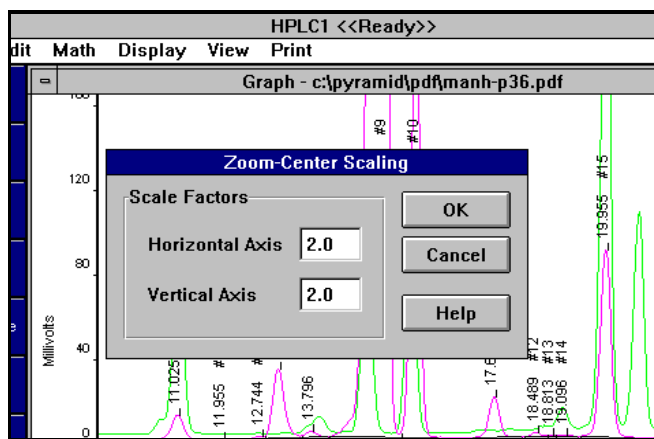 HPLC1 <<Ready>>
dit Math Display View Print
Graph - c:\pyramid\pdf\manh-p36.pdf
#9
#10
#15
19.955
120
80
40
0
Millivolts
Zoom-Center Scaling
Scale Factors
Horizontal Axis 2.0
Vertical Axis 2.0
OK
Cancel
Help
11.025
11.955 #
12.744 #
13.796
17.6
18.489 #12
18.813 #13
19.096 #14